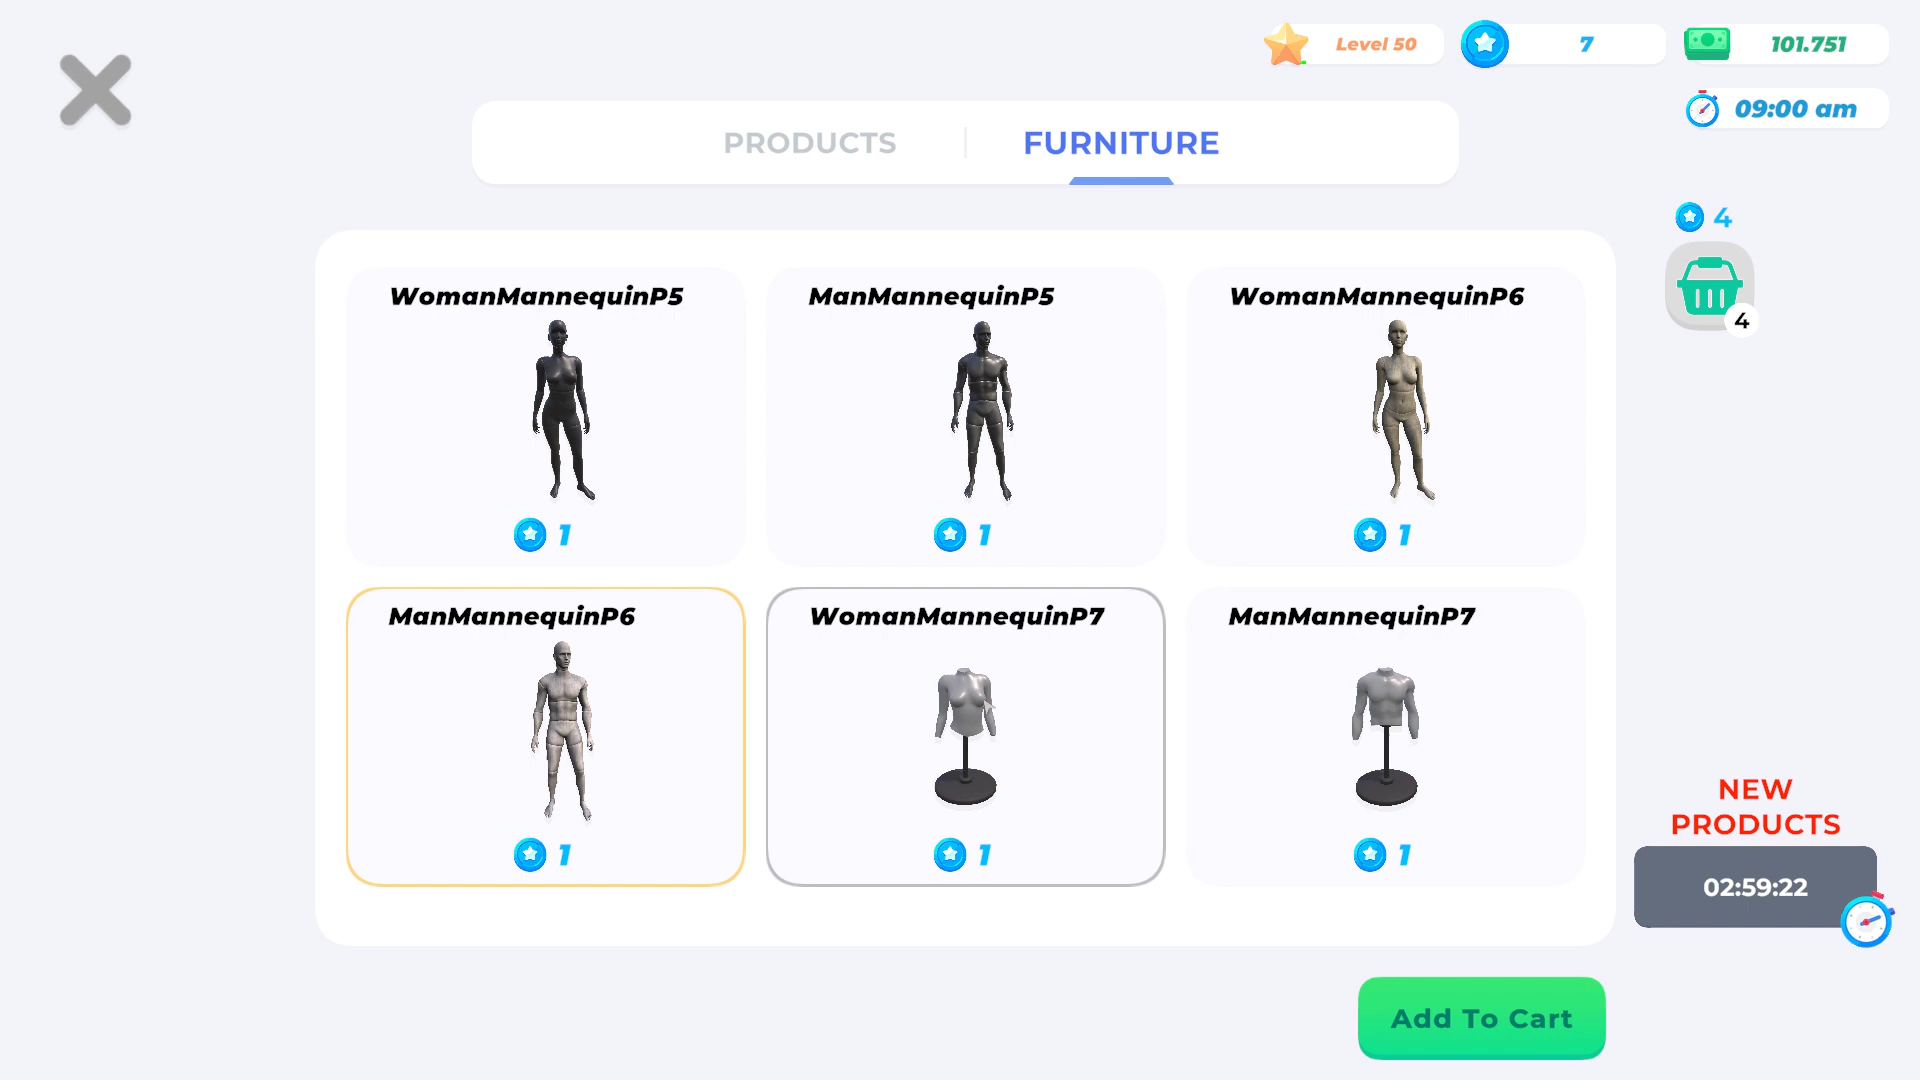 Level 50
7
101.751
09:00 am
PRODUCTS
FURNITURE
4
4
WomanMannequinP5
ManMannequinP5
WomanMannequinP6
1
1
1
ManMannequinP6
WomanMannequinP7
ManMannequinP7
1
1
1
NEW
PRODUCTS
02:59:22
Add To Cart